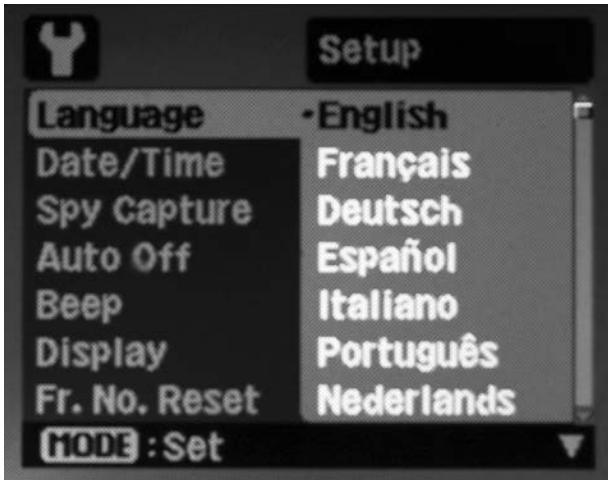 Setup
Language ·English
Date/Time Français
Spy Capture Deutsch
Auto Off Español
Beep Italiano
Display Português
Fr. No. Reset Nederlands
MODE :Set